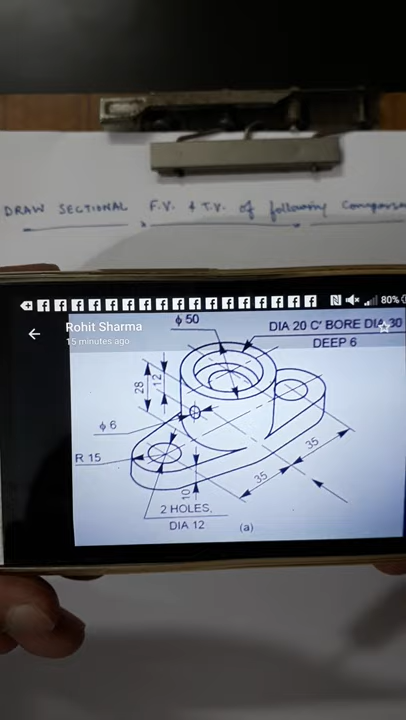 DRAW SECTIONAL F.V. & T.V. of following
80%
Rohit Sharma
15 minutes ago
φ 50
DIA 20 C' BORE DIA 30
DEEP 6
28
12
φ 6
R 15
35
35
10
2 HOLES,
DIA 12
(a)